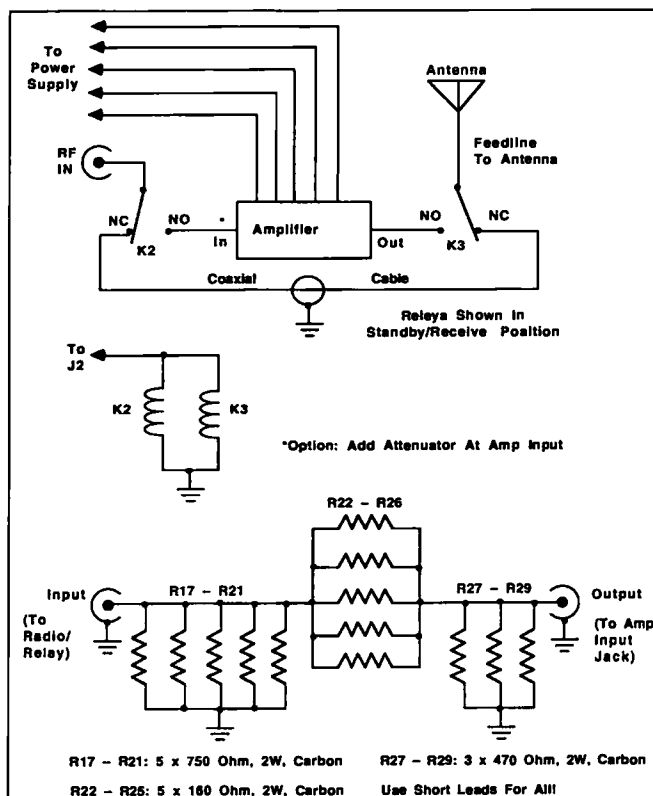 To
Power
Supply
Antenna
RF
IN
Feedline
To Antenna
NC
NO
*
In
Amplifier
Out
NO
NC
K2
K3
Coaxial
Cable
Relaya Shown In
Standby/Receive Position
To
J2
K2
K3
*Option: Add Attenuator At Amp Input
R22 – R26
Input
R17 – R21
R27 – R29
Output
(To
Radio/
Relay)
(To Amp
Input
Jack)
R17 – R21: 5 x 750 Ohm, 2W, Carbon
R27 – R29: 3 x 470 Ohm, 2W, Carbon
R22 – R25: 5 x 160 Ohm, 2W, Carbon
Use Short Leads For All!